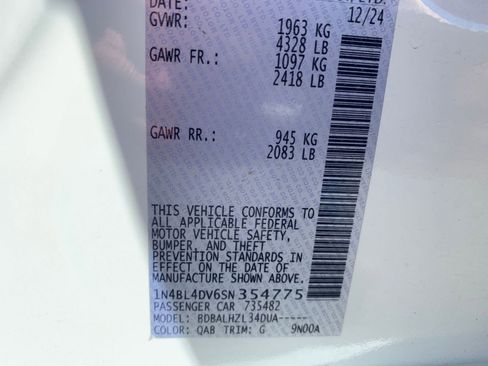 DATE: 12/24
GVWR: 1963 KG
4328 LB
GAWR FR.: 1097 KG
2418 LB
GAWR RR.: 945 KG
2083 LB
THIS VEHICLE CONFORMS TO
ALL APPLICABLE FEDERAL
MOTOR VEHICLE SAFETY,
BUMPER, AND THEFT
PREVENTION STANDARDS
IN EFFECT ON THE DATE
OF MANUFACTURE
SHOWN ABOVE.
1N4BL4DV6SN354775
PASSENGER CAR 735482
MODEL: BDBALHZL34DUA-----
COLOR: QAB TRIM: G 9N00A